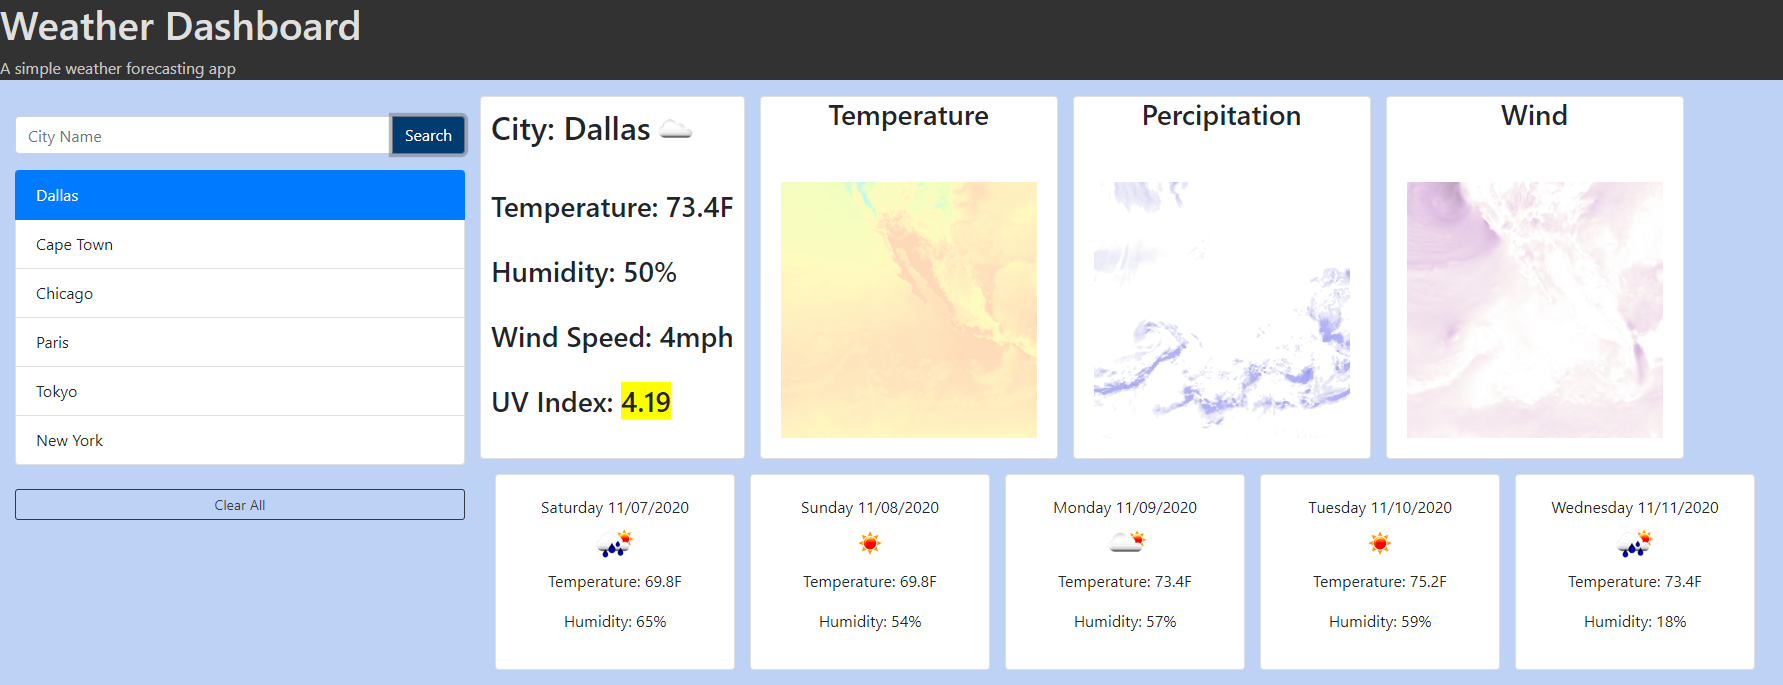 Weather Dashboard
A simple weather forecasting app
City Name
Search
Dallas
Cape Town
Chicago
Paris
Tokyo
New York
Clear All
City: Dallas
Temperature: 73.4F
Humidity: 50%
Wind Speed: 4mph
UV Index: 4.19
Temperature
Percipitation
Wind
Saturday 11/07/2020
Temperature: 69.8F
Humidity: 65%
Sunday 11/08/2020
Temperature: 69.8F
Humidity: 54%
Monday 11/09/2020
Temperature: 73.4F
Humidity: 57%
Tuesday 11/10/2020
Temperature: 75.2F
Humidity: 59%
Wednesday 11/11/2020
Temperature: 73.4F
Humidity: 18%